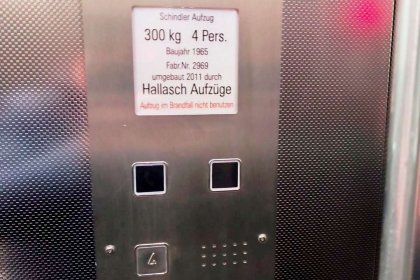 Schindler Aufzug
300 kg 4 Pers.
Baujahr 1965
Fabr.Nr. 2969
umgebaut 2011 durch
Hallasch Aufzüge
Aufzug im Brandfall nicht benutzen